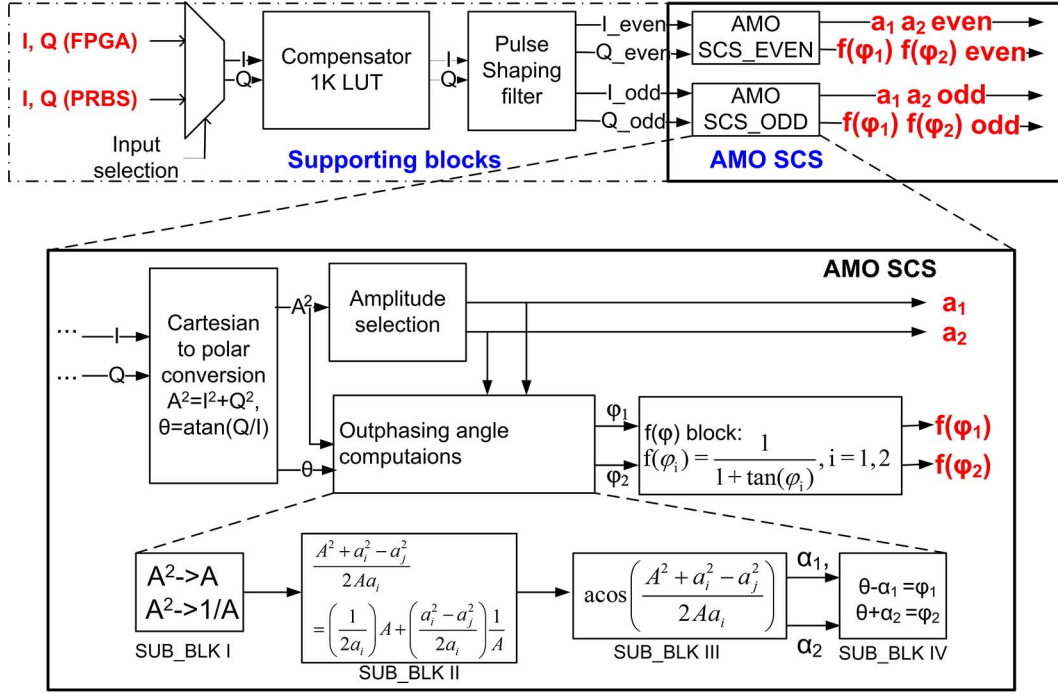 I, Q (FPGA)
I, Q (PRBS)
Input
selection
I
Q
Compensator
1K LUT
I
Q
Pulse
Shaping
filter
I_even
Q_even
I_odd
Q_odd
AMO
SCS_EVEN
AMO
SCS_ODD
a₁ a₂ even
f(φ₁) f(φ₂) even
a₁ a₂ odd
f(φ₁) f(φ₂) odd
Supporting blocks
AMO SCS
AMO SCS
... I
... Q
Cartesian
to polar
conversion
A²=I²+Q²,
θ=atan(Q/I)
A²
θ
Amplitude
selection
a₁
a₂
Outphasing angle
computaions
φ₁
φ₂
f(φ) block:
f(φᵢ) = 1 / (1 + tan(φᵢ)), i = 1, 2
f(φ₁)
f(φ₂)
A²->A
A²->1/A
SUB_BLK I
(A² + aᵢ² − aⱼ²) / (2Aaᵢ)
= (1/(2aᵢ)) A + ((aᵢ² − aⱼ²)/(2aᵢ)) 1/A
SUB_BLK II
acos((A² + aᵢ² − aⱼ²) / (2Aaᵢ))
SUB_BLK III
α₁,
α₂
θ-α₁ =φ₁
θ+α₂ =φ₂
SUB_BLK IV